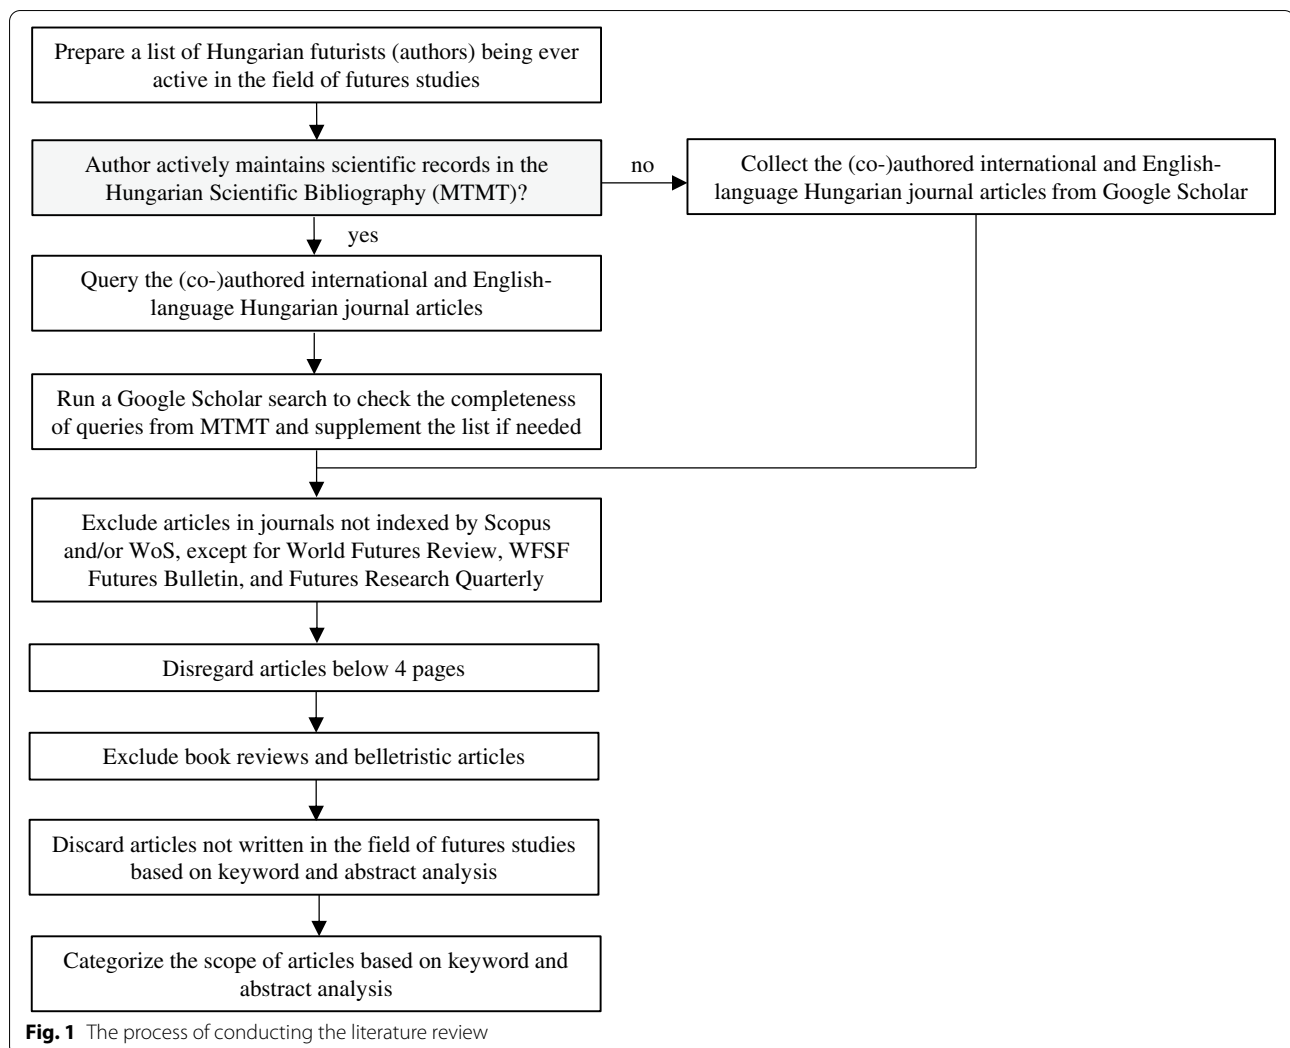 Prepare a list of Hungarian futurists (authors) being ever
active in the field of futures studies
Author actively maintains scientific records in the
Hungarian Scientific Bibliography (MTMT)?
no
Collect the (co-)authored international and English-
language Hungarian journal articles from Google Scholar
yes
Query the (co-)authored international and English-
language Hungarian journal articles
Run a Google Scholar search to check the completeness
of queries from MTMT and supplement the list if needed
Exclude articles in journals not indexed by Scopus
and/or WoS, except for World Futures Review, WFSF
Futures Bulletin, and Futures Research Quarterly
Disregard articles below 4 pages
Exclude book reviews and belletristic articles
Discard articles not written in the field of futures studies
based on keyword and abstract analysis
Categorize the scope of articles based on keyword and
abstract analysis
Fig. 1 The process of conducting the literature review